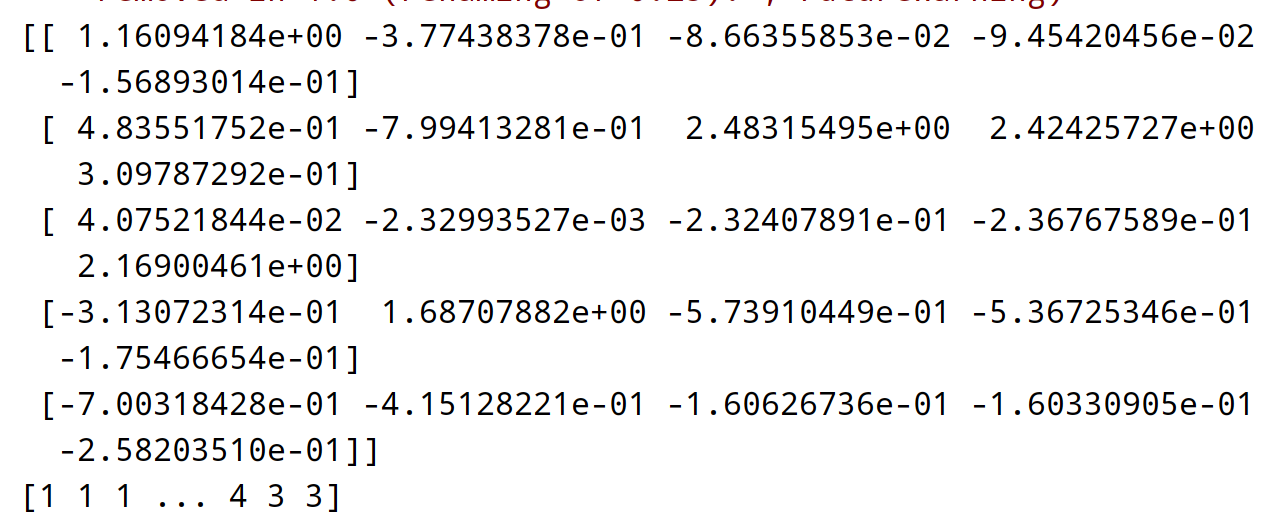 [[ 1.16094184e+00 -3.77438378e-01 -8.66355853e-02 -9.45420456e-02
  -1.56893014e-01]
 [ 4.83551752e-01 -7.99413281e-01  2.48315495e+00  2.42425727e+00
   3.09787292e-01]
 [ 4.07521844e-02 -2.32993527e-03 -2.32407891e-01 -2.36767589e-01
   2.16900461e+00]
 [-3.13072314e-01  1.68707882e+00 -5.73910449e-01 -5.36725346e-01
  -1.75466654e-01]
 [-7.00318428e-01 -4.15128221e-01 -1.60626736e-01 -1.60330905e-01
  -2.58203510e-01]]
[1 1 1 ... 4 3 3]